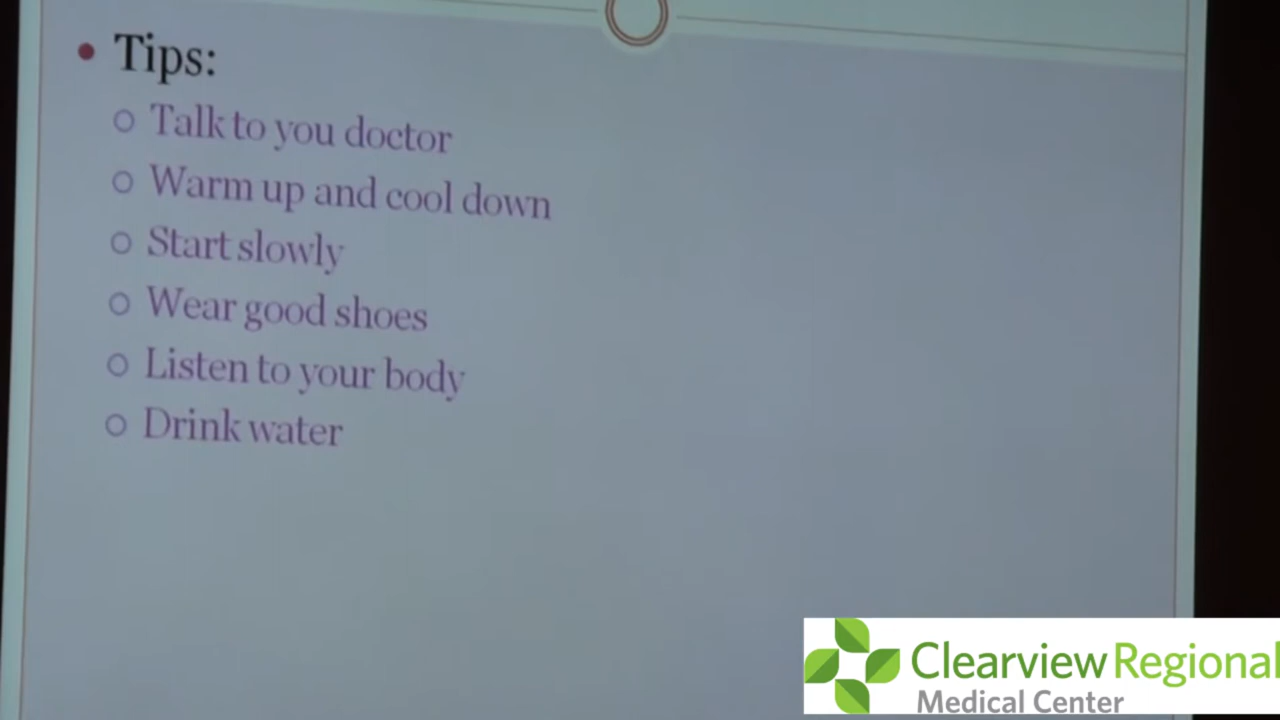 Tips:
Talk to you doctor
Warm up and cool down
Start slowly
Wear good shoes
Listen to your body
Drink water
Clearview Regional
Medical Center